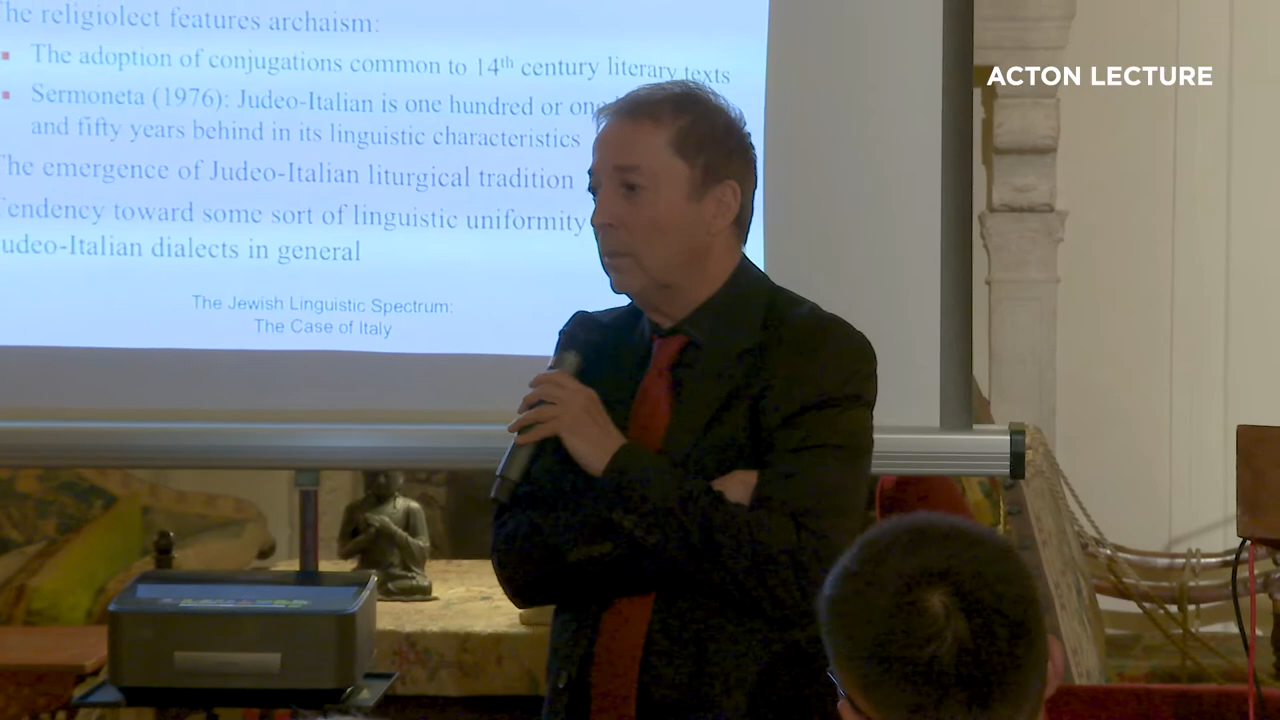 he religiolect features archaism:
The adoption of conjugations common to 14th century literary texts
Sermoneta (1976): Judeo-Italian is one hundred or one
and fifty years behind in its linguistic characteristics
he emergence of Judeo-Italian liturgical tradition
endency toward some sort of linguistic uniformity
udeo-Italian dialects in general
The Jewish Linguistic Spectrum:
The Case of Italy
ACTON LECTURE